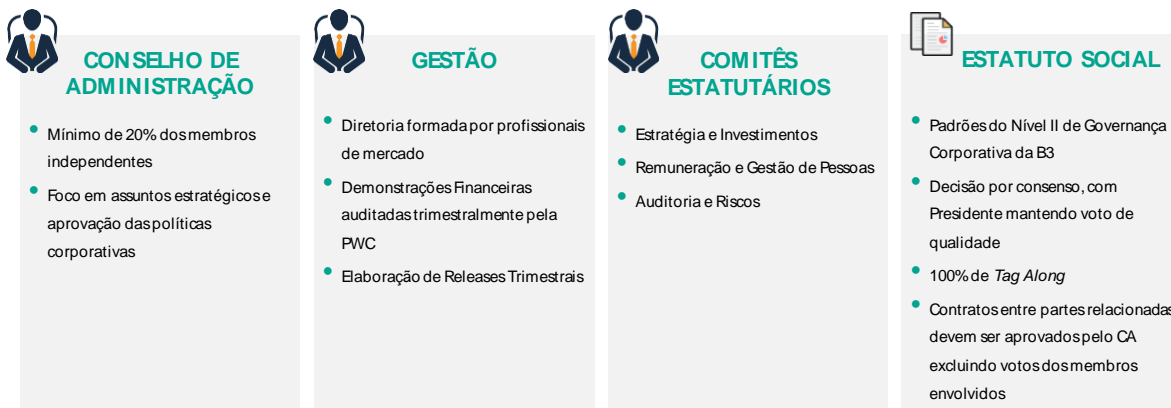 CONSELHO DE
ADMINISTRAÇÃO
• Mínimo de 20% dos membros
independentes
• Foco em assuntos estratégicos e
aprovação das políticas
corporativas
GESTÃO
• Diretoria formada por profissionais
de mercado
• Demonstrações Financeiras
auditadas trimestralmente pela
PWC
• Elaboração de Releases Trimestrais
COMITÊS
ESTATUTÁRIOS
• Estratégia e Investimentos
• Remuneração e Gestão de Pessoas
• Auditoria e Riscos
ESTATUTO SOCIAL
• Padrões do Nível II de Governança
Corporativa da B3
• Decisão por consenso, com
Presidente mantendo voto de
qualidade
• 100% de Tag Along
• Contratos entre partes relacionadas
devem ser aprovados pelo CA
excluindo votos dos membros
envolvidos